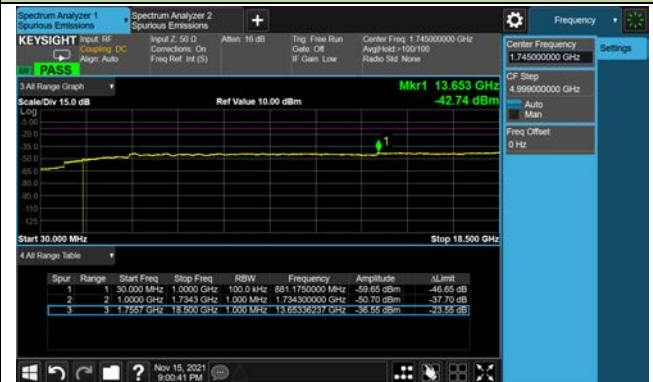 Spectrum Analyzer 1
Spurious Emissions
Spectrum Analyzer 2
Spurious Emissions
+
Frequency
KEYSIGHT Input: RF
Coupling: DC
Align: Auto
Input Z: 50 Ω
Corrections: On
Freq Ref: Int (S)
Atten: 16 dB
Trig: Free Run
Gate: Off
IF Gain: Low
Center Freq: 1.745000000 GHz
Avg|Hold:>100/100
Radio Std: None
PASS
Center Frequency
1.745000000 GHz
Settings
CF Step
4.999000000 GHz
Auto
Man
Freq Offset
0 Hz
3 All Range Graph
Scale/Div 15.0 dB
Ref Value 10.00 dBm
Mkr1 13.653 GHz
-42.74 dBm
Log
-5.00
-20.0
-35.0
1
-65.0
-80.0
-95.0
-110
-125
Start 30.000 MHz
Stop 18.500 GHz
4 All Range Table
Spur Range Start Freq Stop Freq RBW Frequency Amplitude ΔLimit
1 1 30.000 MHz 1.0000 GHz 100.0 kHz 881.1750000 MHz -59.65 dBm -46.65 dB
2 2 1.0000 GHz 1.7343 GHz 1.000 MHz 1.734300000 GHz -50.70 dBm -37.70 dB
3 3 1.7557 GHz 18.500 GHz 1.000 MHz 13.65336237 GHz -36.55 dBm -23.55 dB
?
Nov 15, 2021
9:00:41 PM